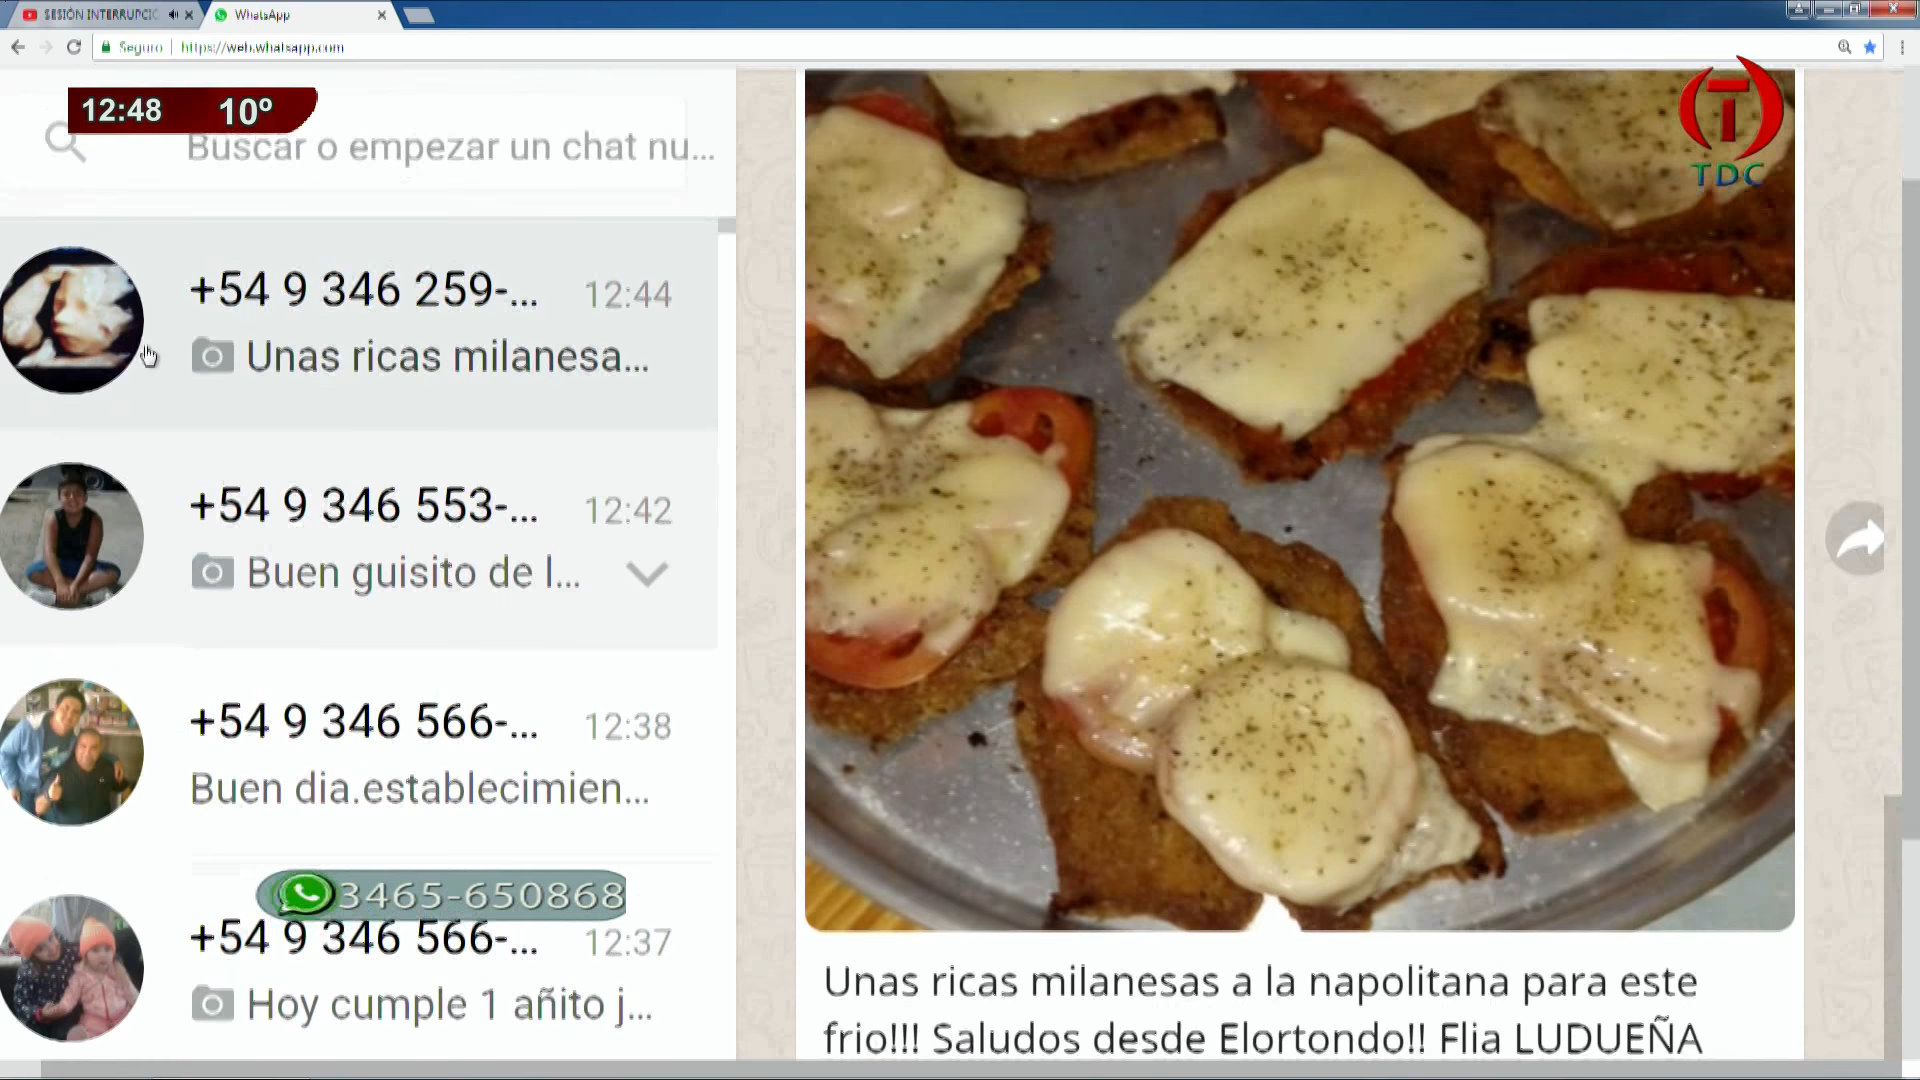 SESIÓN INTERRUPCIÓ
WhatsApp
Seguro
https://web.whatsapp.com
12:48 10º
Buscar o empezar un chat nu...
TDC
+54 9 346 259-... 12:44
Unas ricas milanesa...
+54 9 346 553-... 12:42
Buen guisito de l...
+54 9 346 566-... 12:38
Buen dia.establecimien...
3465-650868
+54 9 346 566-... 12:37
Hoy cumple 1 añito j...
Unas ricas milanesas a la napolitana para este
frio!!! Saludos desde Elortondo!! Flia LUDUEÑA